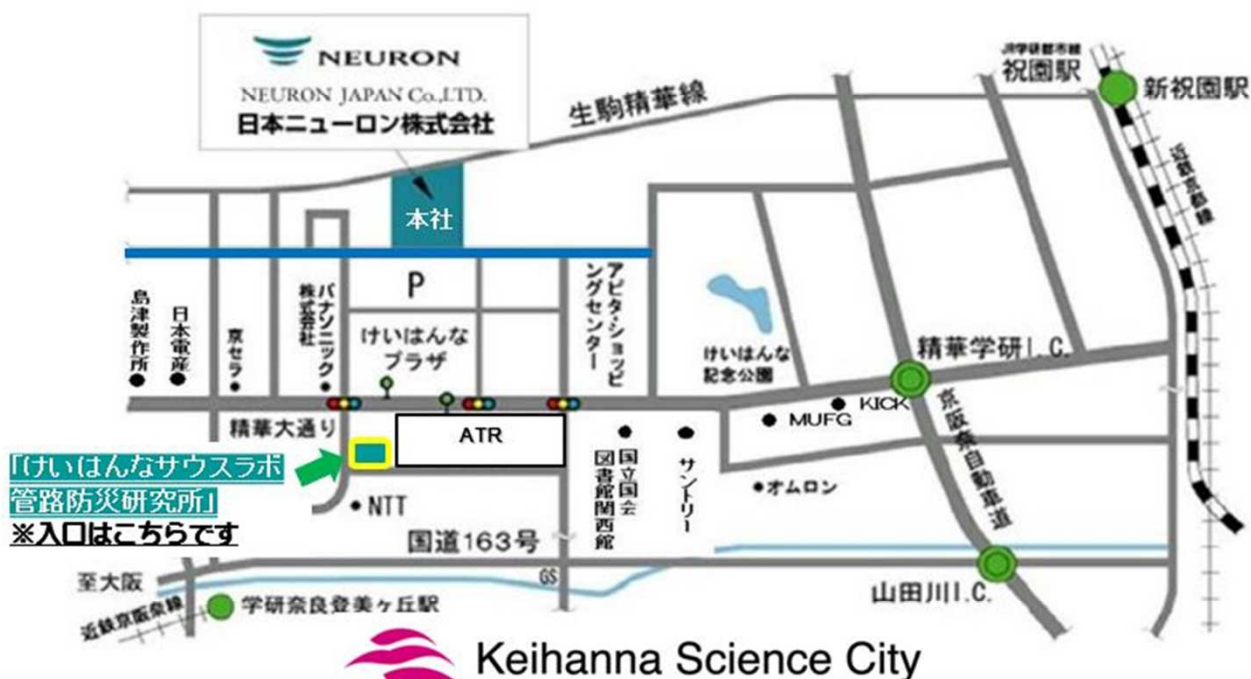 NEURON
NEURON JAPAN Co.,LTD.
日本ニューロン株式会社
生駒精華線
JR学研都市線
祝園駅
新祝園駅
近鉄京都線
本社
P
けいはんな
プラザ
島津製作所
日本電産
京セラ
パナソニック
株式会社
アピタ・ショッピ
ングセンター
けいはんな
記念公園
精華学研I.C.
KICK
MUFG
京阪奈自動車道
精華大通り
ATR
「けいはんなサウスラボ
管路防災研究所」
※入口はこちらです
NTT
国立国会
図書館関西館
サントリー
オムロン
国道163号
GS
至大阪
山田川I.C.
学研奈良登美ヶ丘駅
近鉄京阪奈線
Keihanna Science City